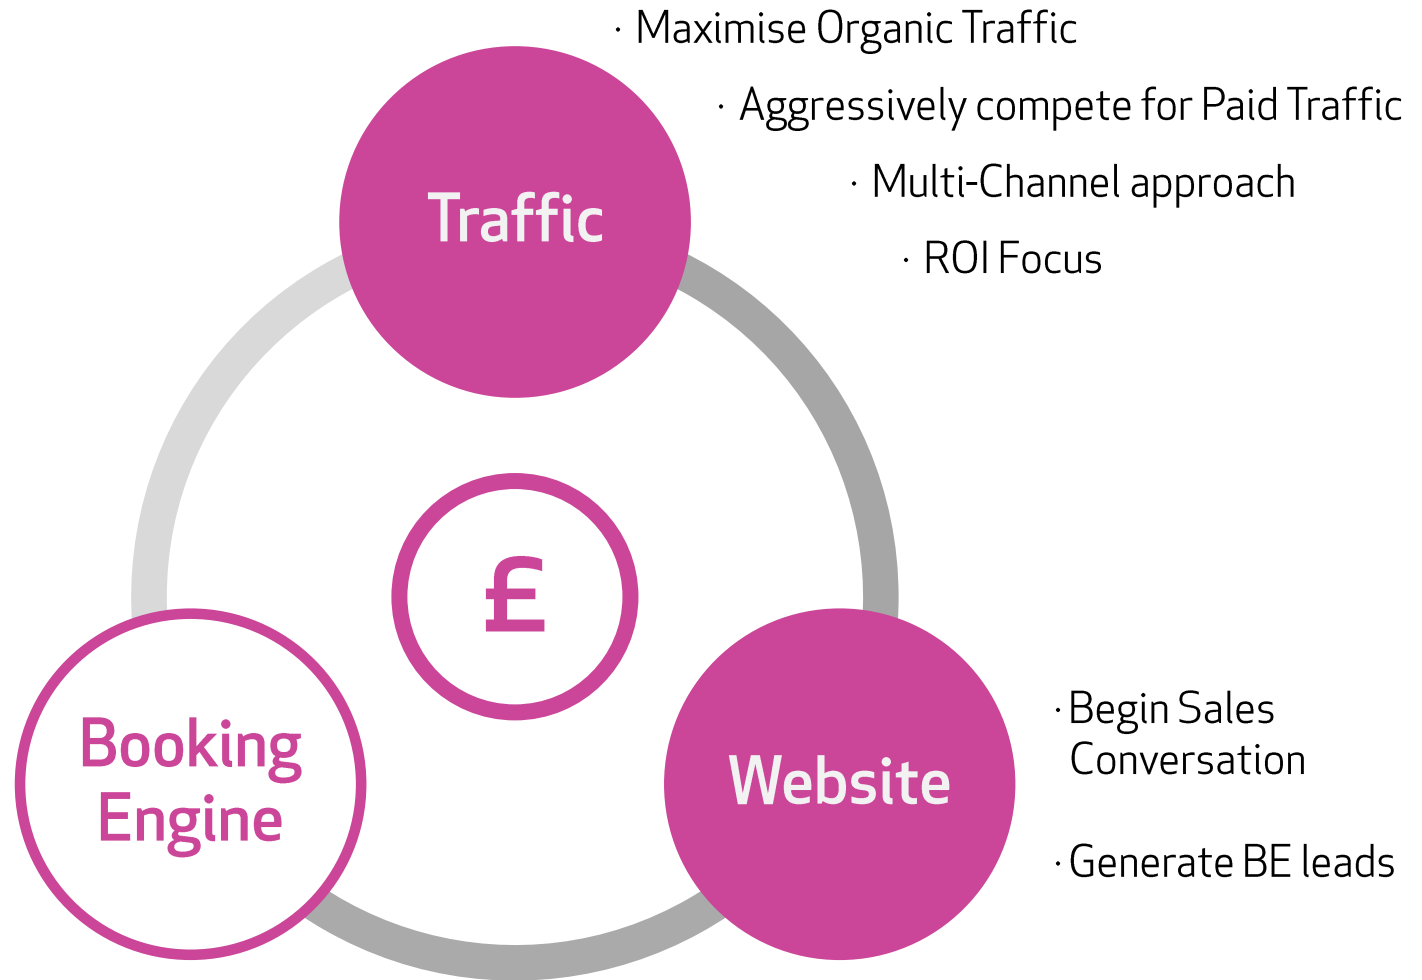 · Maximise Organic Traffic
· Aggressively compete for Paid Traffic
· Multi-Channel approach
· ROI Focus
Traffic
£
Booking
Engine
Website
· Begin Sales
Conversation
· Generate BE leads